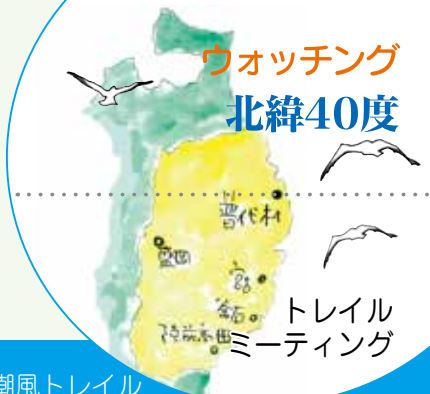 ウォッチング
北緯40度
普代村
盛岡
宮古
釜石
陸前高田
トレイル
ミーティング
潮風トレイル